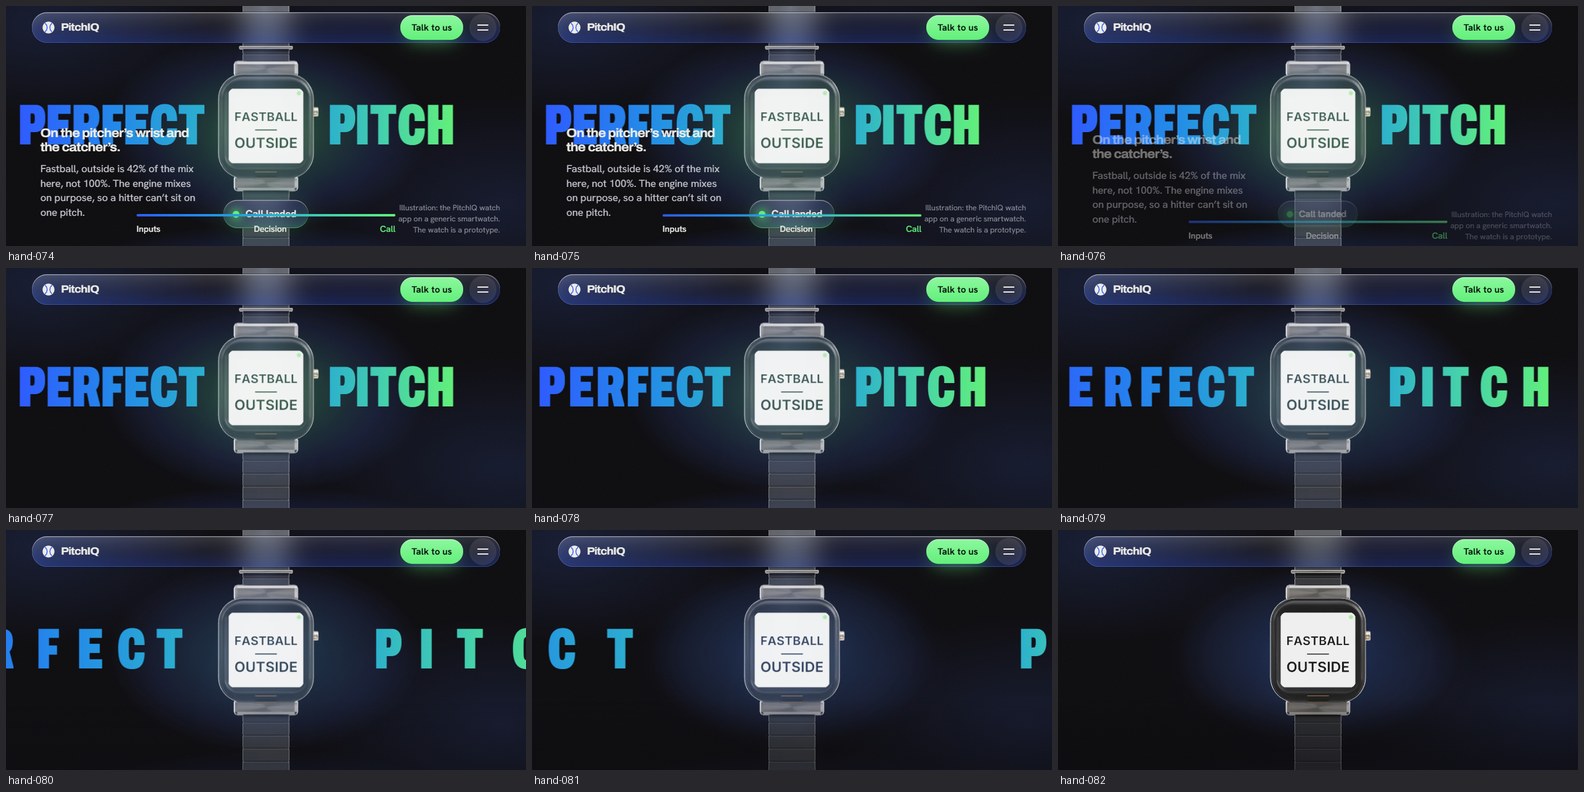 PitchIQ
Talk to us
PERFECT PITCH
FASTBALL
OUTSIDE
On the pitcher's wrist and
the catcher's.
Fastball, outside is 42% of the mix
here, not 100%. The engine mixes
on purpose, so a hitter can't sit on
one pitch.
Call landed
Inputs
Decision
Call
Illustration: the PitchIQ watch
app on a generic smartwatch.
The watch is a prototype.
hand-074
PitchIQ
Talk to us
PERFECT PITCH
FASTBALL
OUTSIDE
On the pitcher's wrist and
the catcher's.
Fastball, outside is 42% of the mix
here, not 100%. The engine mixes
on purpose, so a hitter can't sit on
one pitch.
Call landed
Inputs
Decision
Call
Illustration: the PitchIQ watch
app on a generic smartwatch.
The watch is a prototype.
hand-075
PitchIQ
Talk to us
PERFECT PITCH
FASTBALL
OUTSIDE
On the pitcher's wrist and
the catcher's.
Fastball, outside is 42% of the mix
here, not 100%. The engine mixes
on purpose, so a hitter can't sit on
one pitch.
Call landed
Inputs
Decision
Call
Illustration: the PitchIQ watch
app on a generic smartwatch.
The watch is a prototype.
hand-076
PitchIQ
Talk to us
PERFECT PITCH
FASTBALL
OUTSIDE
hand-077
PitchIQ
Talk to us
PERFECT PITCH
FASTBALL
OUTSIDE
hand-078
PitchIQ
Talk to us
ERFECT PITCH
FASTBALL
OUTSIDE
hand-079
PitchIQ
Talk to us
RFECT PITC
FASTBALL
OUTSIDE
hand-080
PitchIQ
Talk to us
CT P
FASTBALL
OUTSIDE
hand-081
PitchIQ
Talk to us
FASTBALL
OUTSIDE
hand-082